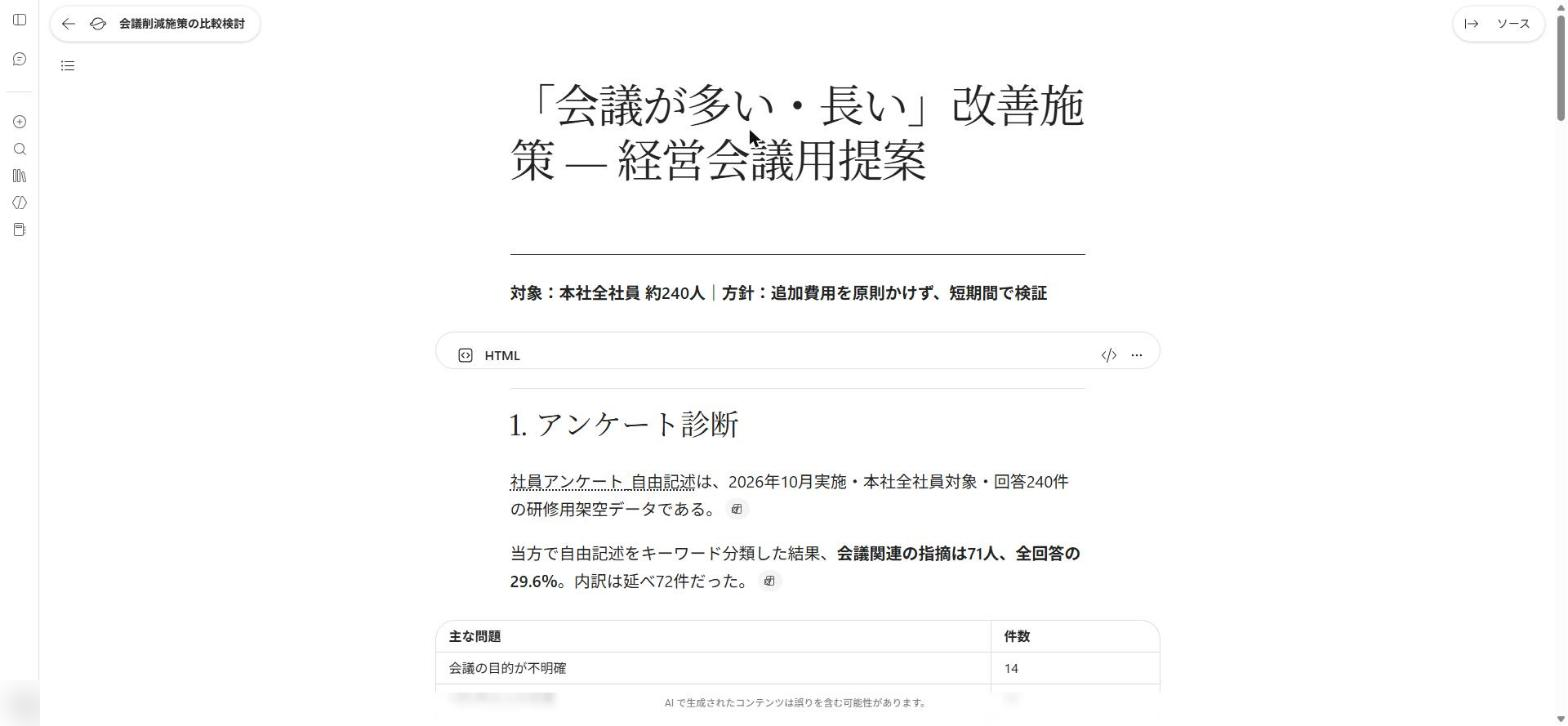 会議削減施策の比較検討
ソース
「会議が多い・長い」改善施
策 — 経営会議用提案
対象：本社全社員 約240人｜方針：追加費用を原則かけず、短期間で検証
HTML
1. アンケート診断
社員アンケート_自由記述は、2026年10月実施・本社全社員対象・回答240件
の研修用架空データである。
当方で自由記述をキーワード分類した結果、会議関連の指摘は71人、全回答の
29.6%。内訳は延べ72件だった。
主な問題 件数
会議の目的が不明確 14
AI で生成されたコンテンツは誤りを含む可能性があります。